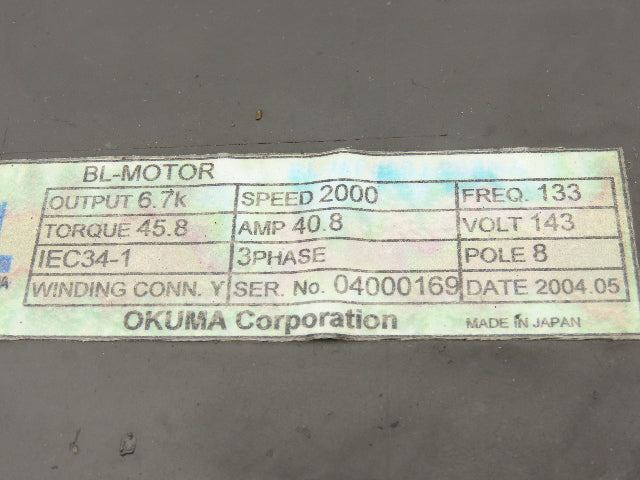 BL-MOTOR
OUTPUT 6.7k SPEED 2000 FREQ. 133
TORQUE 45.8 AMP 40.8 VOLT 143
IEC34-1 3PHASE POLE 8
WINDING CONN. Y SER. No. 04000169 DATE 2004.05
OKUMA Corporation MADE IN JAPAN